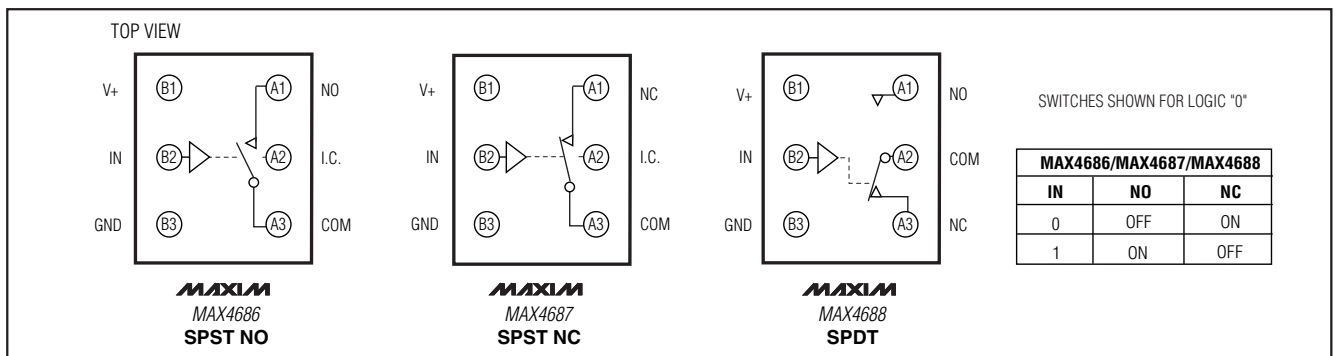 TOP VIEW
V+ B1 A1 NO
IN B2 A2 I.C.
GND B3 A3 COM
MAXIM
MAX4686
SPST NO
V+ B1 A1 NC
IN B2 A2 I.C.
GND B3 A3 COM
MAXIM
MAX4687
SPST NC
V+ B1 A1 NO
IN B2 A2 COM
GND B3 A3 NC
MAXIM
MAX4688
SPDT
SWITCHES SHOWN FOR LOGIC "0"
MAX4686/MAX4687/MAX4688
IN NO NC
0 OFF ON
1 ON OFF